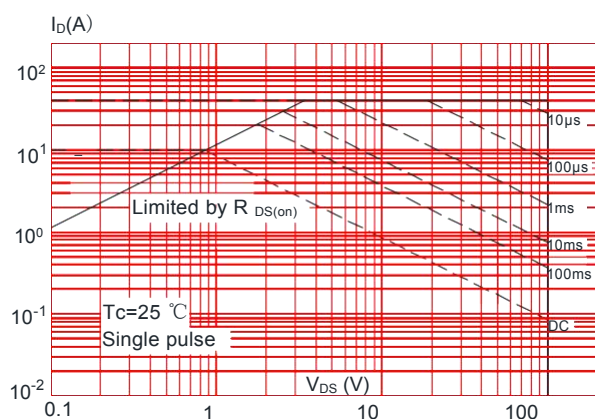 I_D(A)
10²
10¹
10⁰
10⁻¹
10⁻²
Limited by R DS(on)
Tc=25 ℃
Single pulse
10µs
100µs
1ms
10ms
100ms
DC
V_DS (V)
0.1
1
10
100